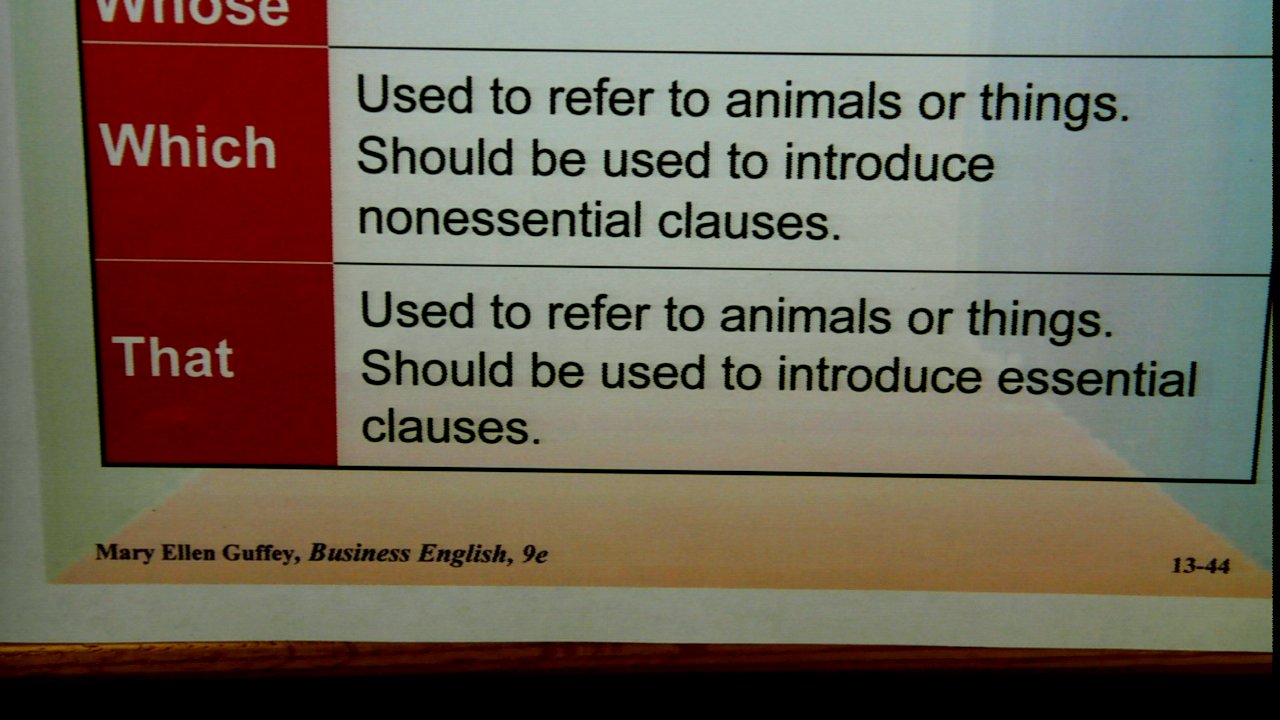 Whose
Which
Used to refer to animals or things.
Should be used to introduce
nonessential clauses.
That
Used to refer to animals or things.
Should be used to introduce essential
clauses.
Mary Ellen Guffey, Business English, 9e
13-44